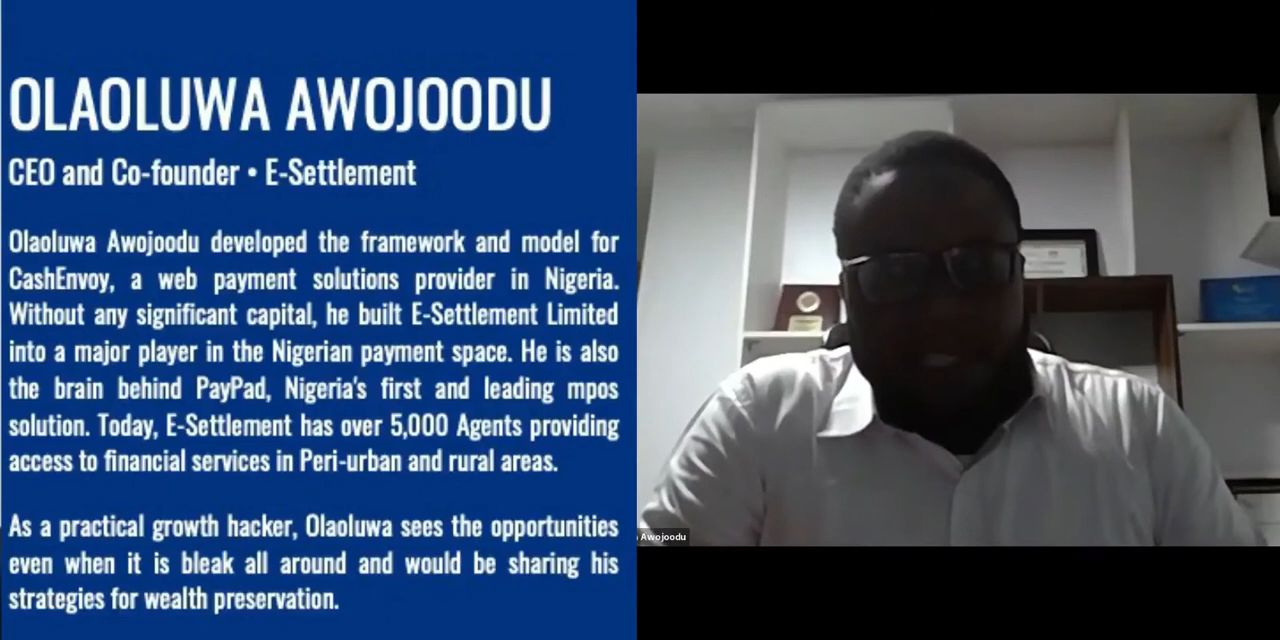 OLAOLUWA AWOJOODU
CEO and Co-founder • E-Settlement
Olaoluwa Awojoodu developed the framework and model for
CashEnvoy, a web payment solutions provider in Nigeria.
Without any significant capital, he built E-Settlement Limited
into a major player in the Nigerian payment space. He is also
the brain behind PayPad, Nigeria's first and leading mpos
solution. Today, E-Settlement has over 5,000 Agents providing
access to financial services in Peri-urban and rural areas.
As a practical growth hacker, Olaoluwa sees the opportunities
even when it is bleak all around and would be sharing his
strategies for wealth preservation.
Awojoodu